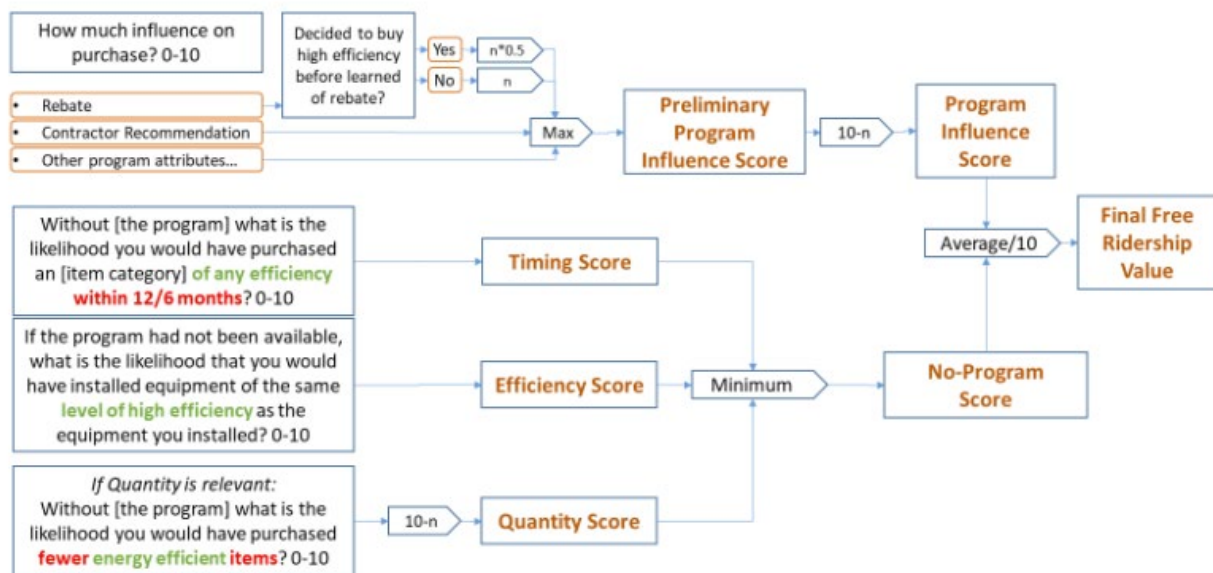 How much influence on
purchase? 0-10
• Rebate
• Contractor Recommendation
• Other program attributes...
Decided to buy
high efficiency
before learned
of rebate?
Yes
n*0.5
No
n
Max
Preliminary
Program
Influence Score
10-n
Program
Influence
Score
Without [the program] what is the
likelihood you would have purchased
an [item category] of any efficiency
within 12/6 months? 0-10
Timing Score
Average/10
Final Free
Ridership
Value
If the program had not been available,
what is the likelihood that you would
have installed equipment of the same
level of high efficiency as the
equipment you installed? 0-10
Efficiency Score
Minimum
No-Program
Score
If Quantity is relevant:
Without [the program] what is the
likelihood you would have purchased
fewer energy efficient items? 0-10
10-n
Quantity Score